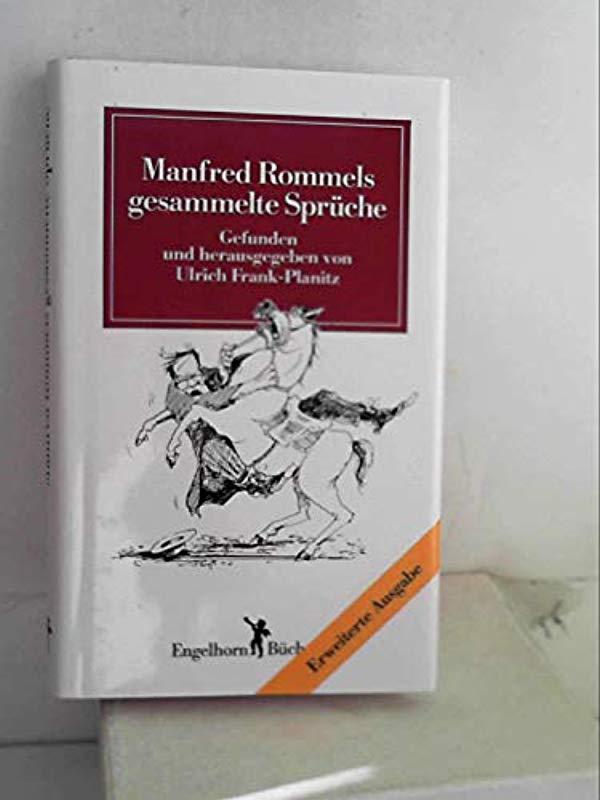 Manfred Rommels
gesammelte Sprüche
Gefunden
und herausgegeben von
Ulrich Frank-Planitz
Engelhorn Büch
Erweiterte Ausgabe